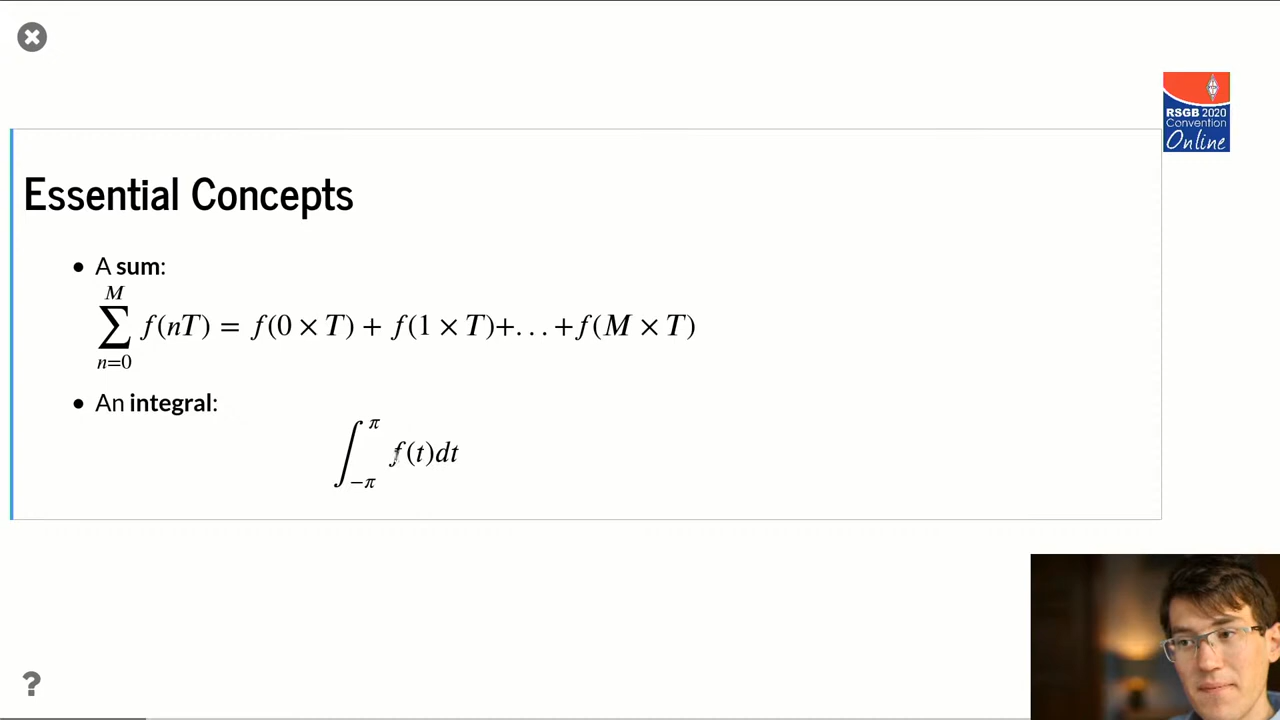 RSGB 2020
Convention
Online
Essential Concepts
• A sum:
M
∑ f(nT) = f(0 × T) + f(1 × T)+. . . +f(M × T)
n=0
• An integral:
π
∫ f(t)dt
−π
?